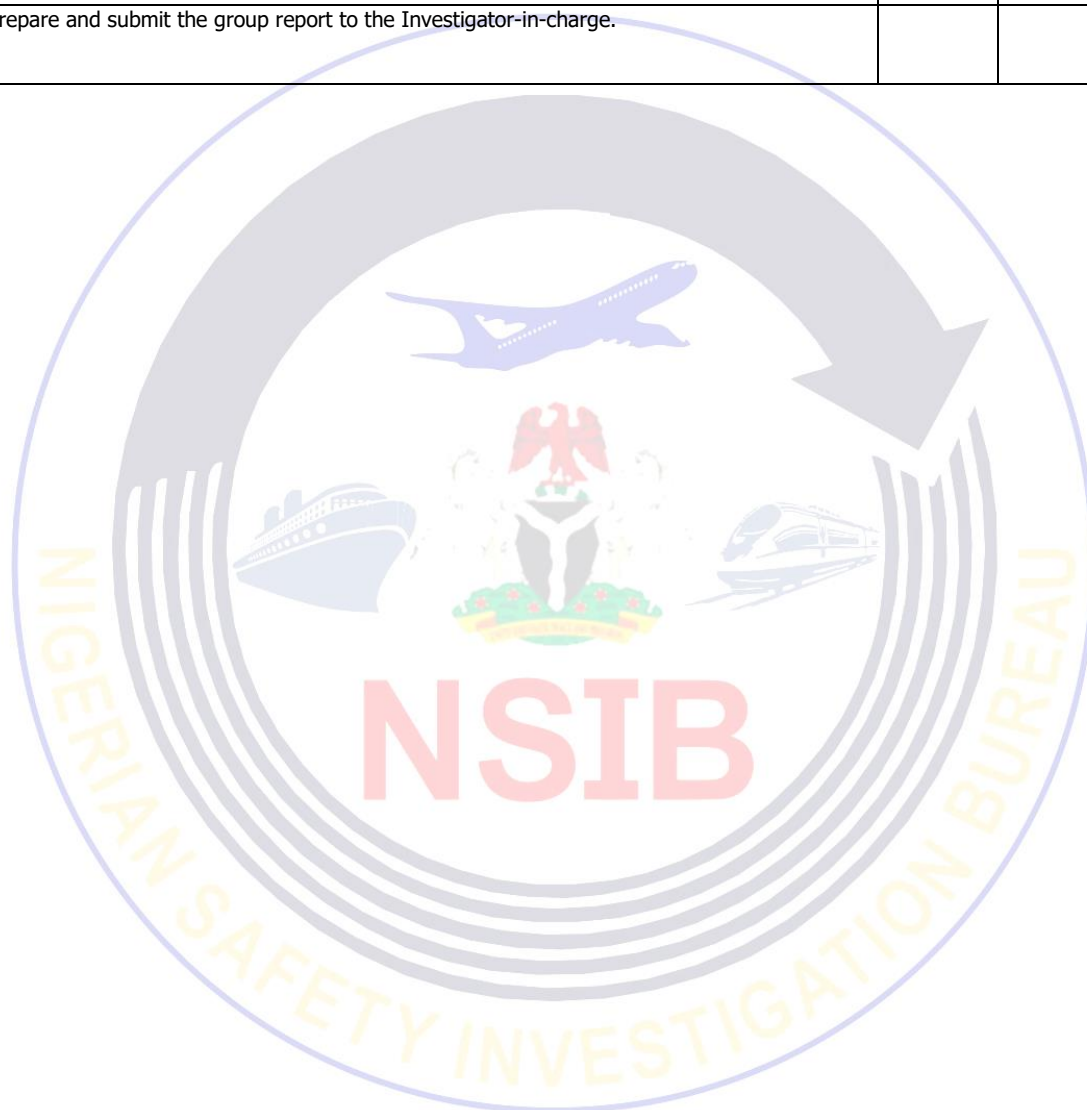 repare and submit the group report to the Investigator-in-charge.
NSIB
NIGERIAN SAFETY INVESTIGATION BUREAU